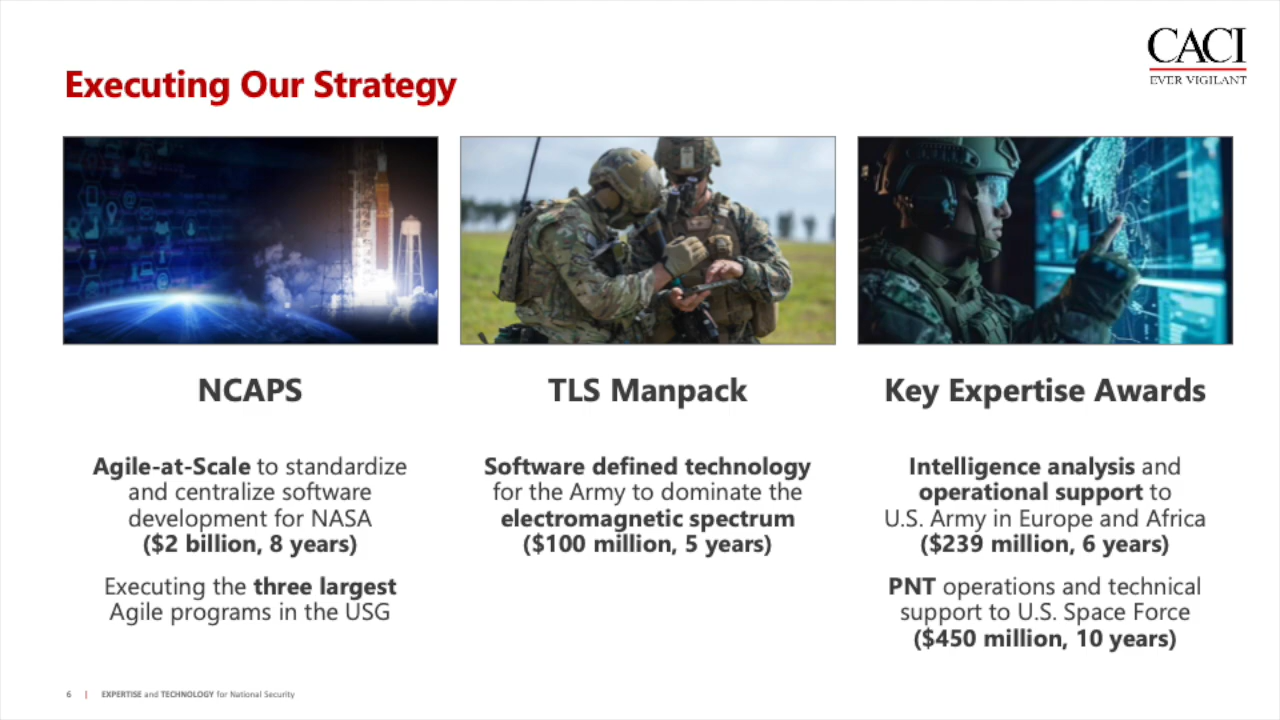 CACI
EVER VIGILANT
Executing Our Strategy
NCAPS
Agile-at-Scale to standardize
and centralize software
development for NASA
($2 billion, 8 years)
Executing the three largest
Agile programs in the USG
TLS Manpack
Software defined technology
for the Army to dominate the
electromagnetic spectrum
($100 million, 5 years)
Key Expertise Awards
Intelligence analysis and
operational support to
U.S. Army in Europe and Africa
($239 million, 6 years)
PNT operations and technical
support to U.S. Space Force
($450 million, 10 years)
6 | EXPERTISE and TECHNOLOGY for National Security